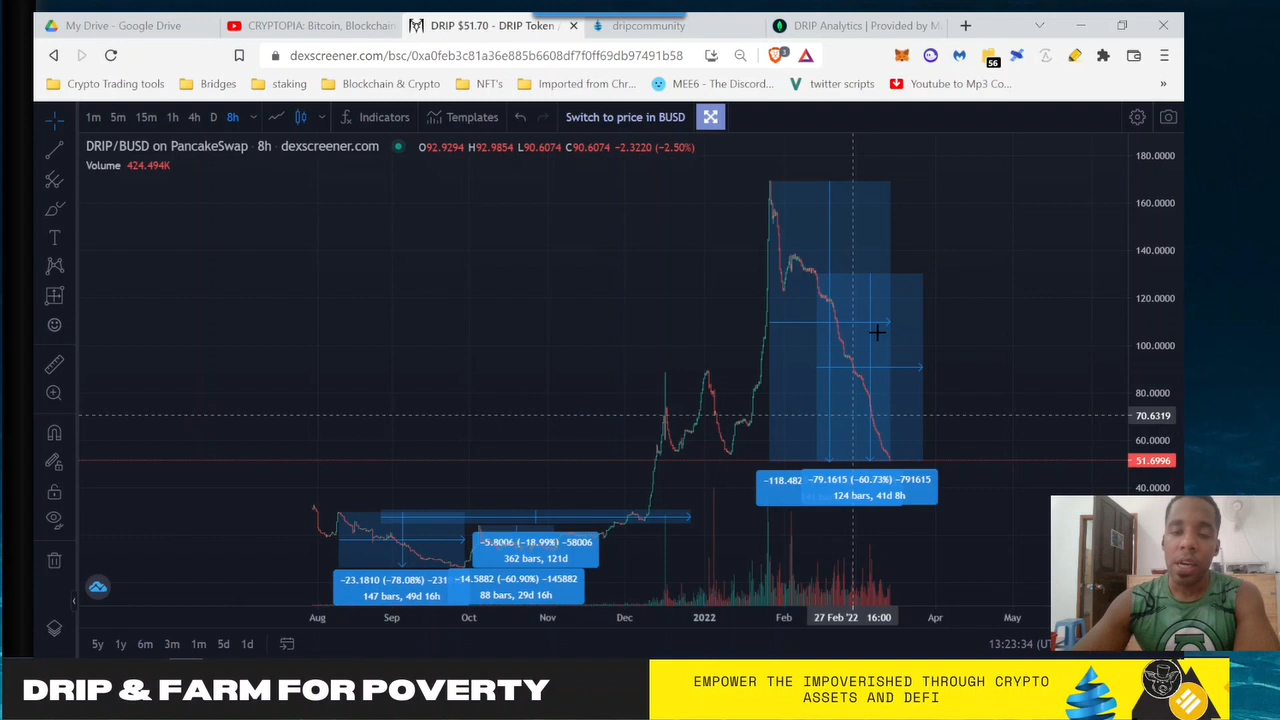 My Drive - Google Drive
CRYPTOPIA: Bitcoin, Blockchain
DRIP $51.70 - DRIP Token /
dripcommunity
DRIP Analytics | Provided by M
dexscreener.com/bsc/0xa0feb3c81a36e885b6608df7f0ff69db97491b58
3
56
Crypto Trading tools
Bridges
staking
Blockchain & Crypto
NFT's
Imported from Chr...
MEE6 - The Discord...
twitter scripts
Youtube to Mp3 Co...
»
1m 5m 15m 1h 4h D 8h
Indicators
Templates
Switch to price in BUSD
DRIP/BUSD on PancakeSwap · 8h · dexscreener.com
O92.9294 H92.9854 L90.6074 C90.6074 -2.3220 (-2.50%)
Volume 424.494K
180.0000
160.0000
140.0000
120.0000
100.0000
80.0000
70.6319
60.0000
51.6996
40.0000
-118.482
-79.1615 (-60.73%) -791615
124 bars, 41d 8h
-5.8006 (-18.99%) -58006
362 bars, 121d
-23.1810 (-78.08%) -231
147 bars, 49d 16h
-14.5882 (-60.90%) -145882
88 bars, 29d 16h
Aug Sep Oct Nov Dec 2022 Feb 27 Feb '22 16:00 Apr May
5y 1y 6m 3m 1m 5d 1d
13:23:34 (UT
DRIP & FARM FOR POVERTY
EMPOWER THE IMPOVERISHED THROUGH CRYPTO
ASSETS AND DEFI